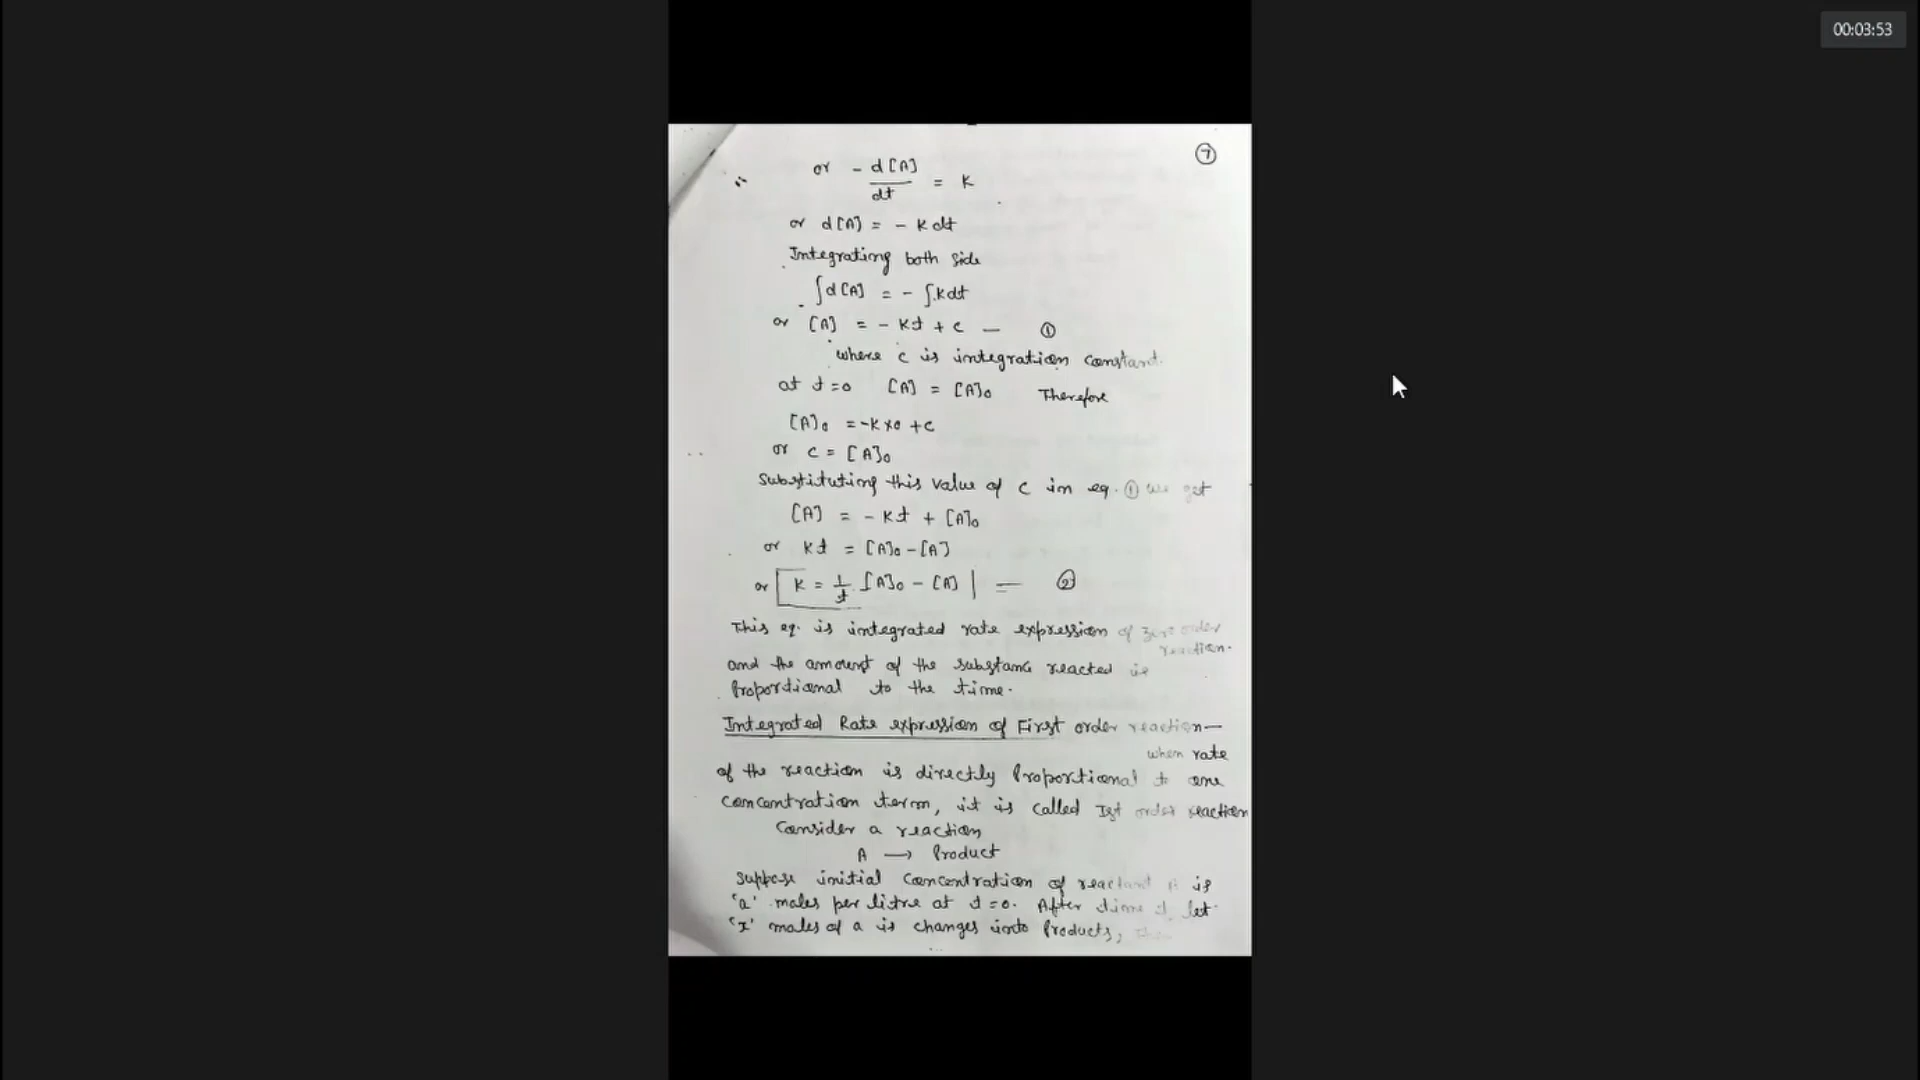 00:03:53
⑦
or - d[A]/dt = K
or d[A] = - K dt
Integrating both side
∫d[A] = - ∫Kdt
or [A] = - Kt + c — ①
where c is integration constant.
at t=0 [A] = [A]₀ Therefore
[A]₀ = -K×0 + c
or c = [A]₀
Substituting this value of c in eq. ① we get
[A] = - Kt + [A]₀
or Kt = [A]₀ - [A]
or K = 1/t [A]₀ - [A] — ②
This eq. is integrated rate expression of zero order
reaction.
and the amount of the substance reacted is
Proportional to the time.
Integrated Rate expression of First order reaction—
when rate
of the reaction is directly Proportional to one
Concentration term, it is called Ist order reaction
Consider a reaction
A → Product
Suppose initial Concentration of reactant A is
'a' moles per litre at t=0. After time t, let
'x' moles of a is changes into Products, then